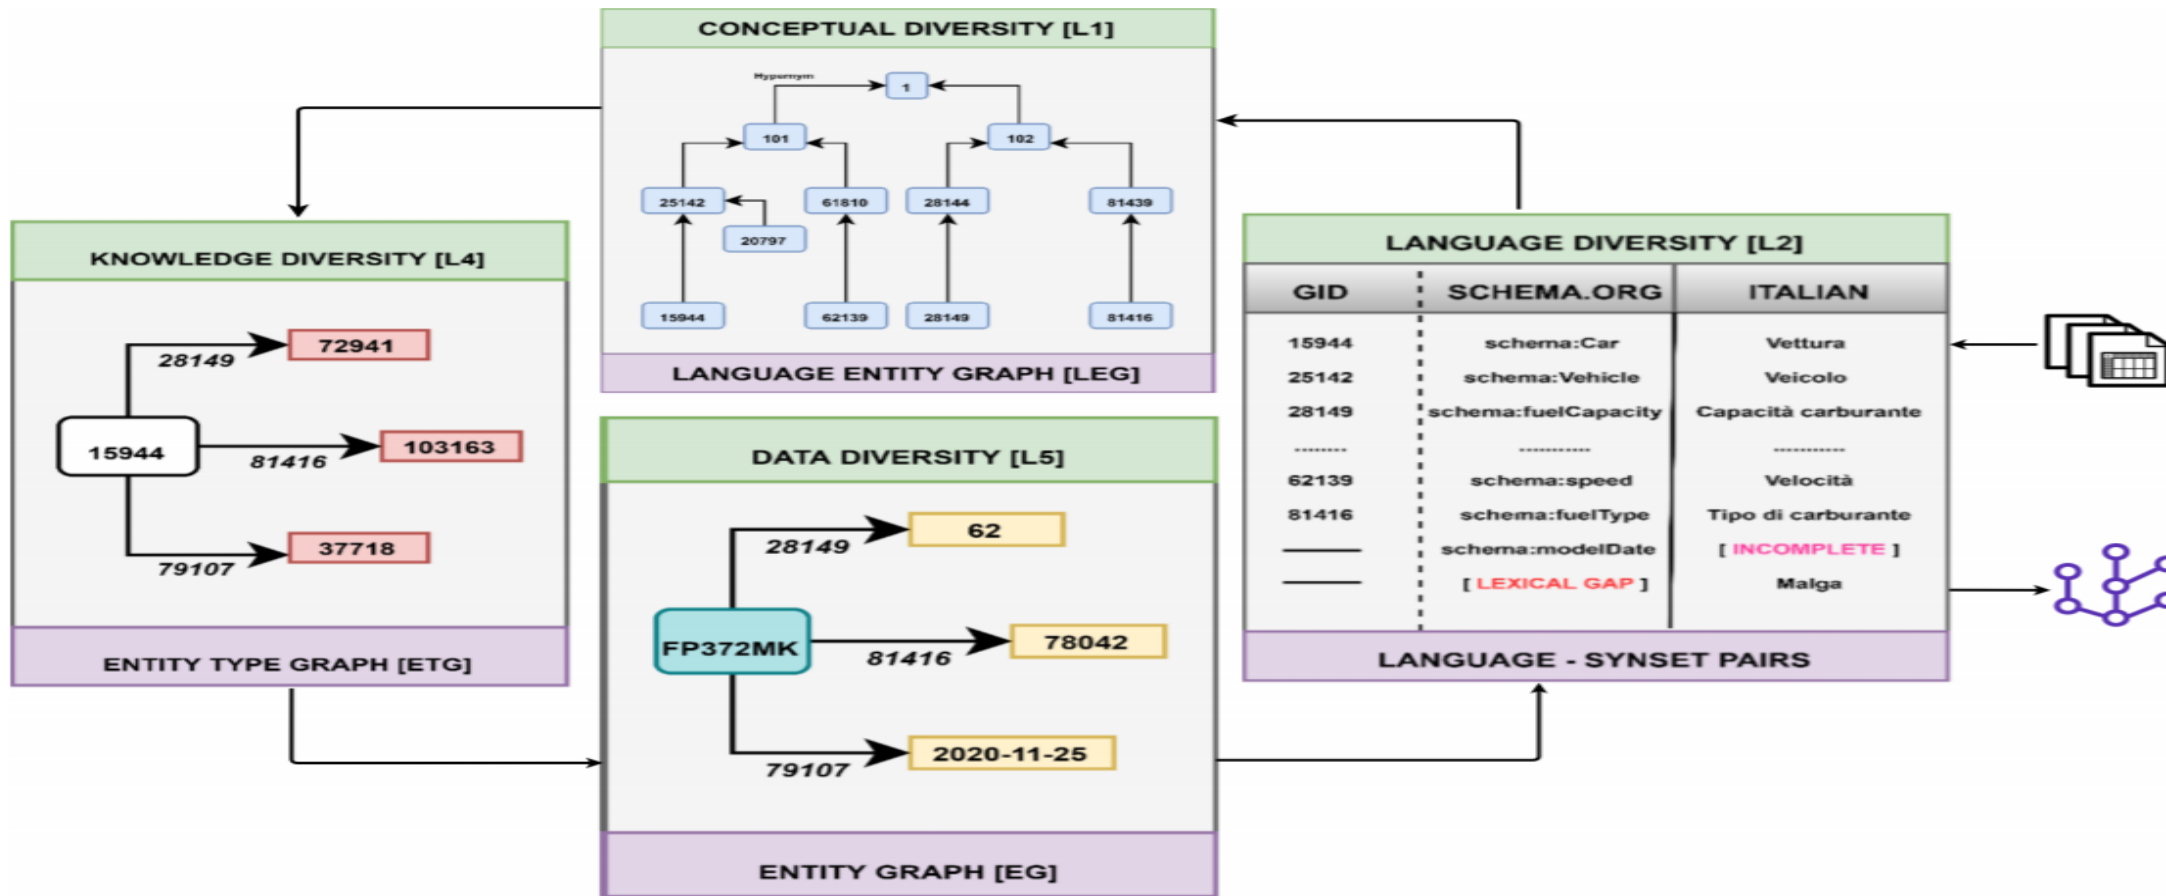 CONCEPTUAL DIVERSITY [L1]
Hypernym
1
101
102
25142
61810
28144
81439
20797
15944
62139
28149
81416
LANGUAGE ENTITY GRAPH [LEG]
KNOWLEDGE DIVERSITY [L4]
72941
28149
15944
103163
81416
37718
79107
ENTITY TYPE GRAPH [ETG]
DATA DIVERSITY [L5]
62
28149
FP372MK
78042
81416
2020-11-25
79107
ENTITY GRAPH [EG]
LANGUAGE DIVERSITY [L2]
GID SCHEMA.ORG ITALIAN
15944 schema:Car Vettura
25142 schema:Vehicle Veicolo
28149 schema:fuelCapacity Capacità carburante
-------- ----------- -----------
62139 schema:speed Velocità
81416 schema:fuelType Tipo di carburante
schema:modelDate [ INCOMPLETE ]
[ LEXICAL GAP ] Malga
LANGUAGE - SYNSET PAIRS